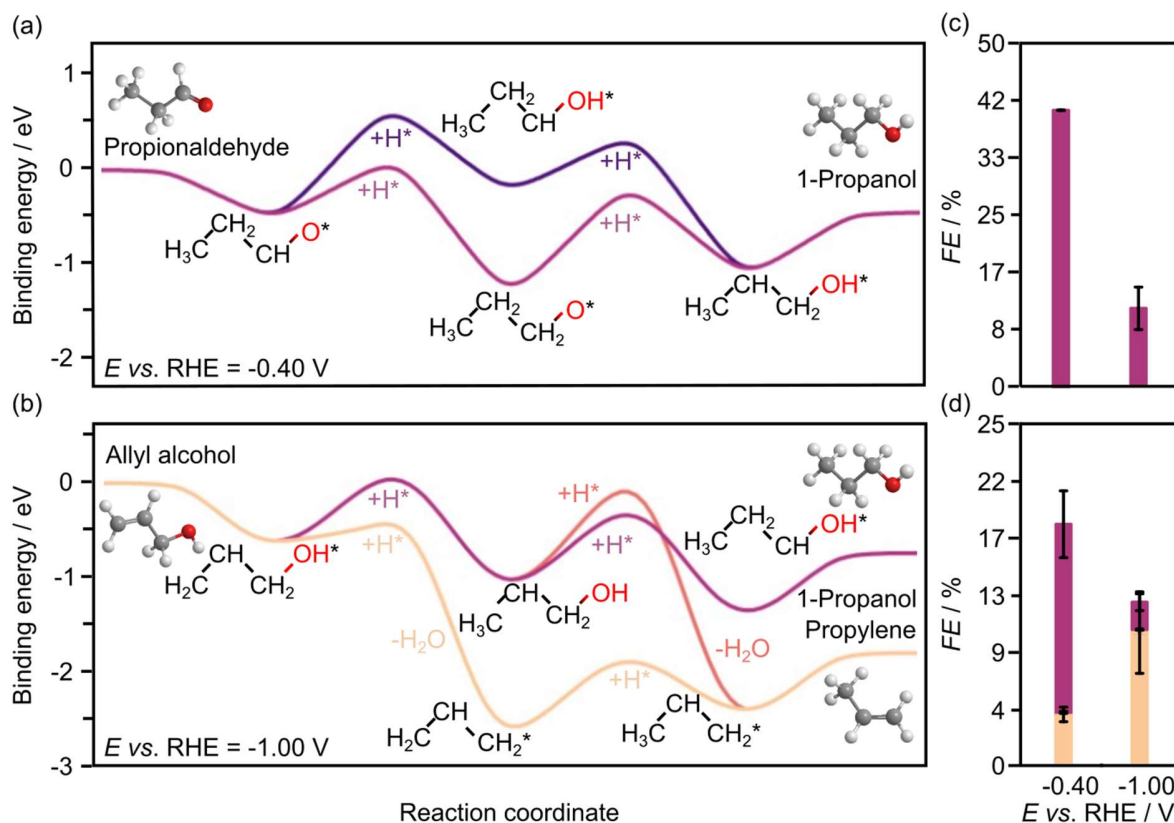 (a)
Binding energy / eV
1
0
-1
-2
Propionaldehyde
CH2
H3C
CH
O*
+H*
+H*
CH2
H3C
CH
OH*
+H*
+H*
CH2
H3C
CH2
O*
1-Propanol
CH
H3C
CH2
OH*
E vs. RHE = -0.40 V
(b)
Binding energy / eV
0
-1
-2
-3
Allyl alcohol
CH
H2C
CH2
OH*
+H*
+H*
-H2O
CH
H3C
CH2
OH
+H*
+H*
-H2O
CH2
H3C
CH
OH*
1-Propanol
Propylene
CH
H2C
CH2*
+H*
CH
H3C
CH2*
E vs. RHE = -1.00 V
Reaction coordinate
(c)
FE / %
50
42
33
25
17
8
0
(d)
FE / %
25
22
17
13
9
4
0
-0.40 -1.00
E vs. RHE / V